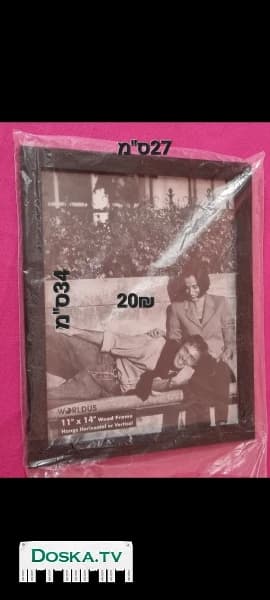 27ס"מ
34ס"מ
20₪
WORLDUS
11" x 14" Wood Frame
Hangs Horizontal or Vertical
DOSKA.TV